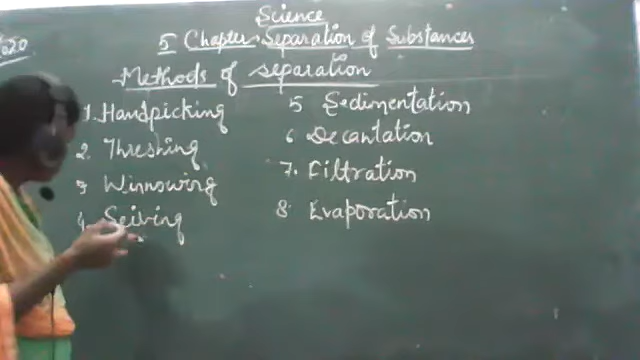 Science
2020
5 Chapter. Separation of Substances
Methods of separation
1. Handpicking
2. Threshing
3 Winnowing
4. Seiving
5 Sedimentation
6 Decantation
7. Filtration
8. Evaporation